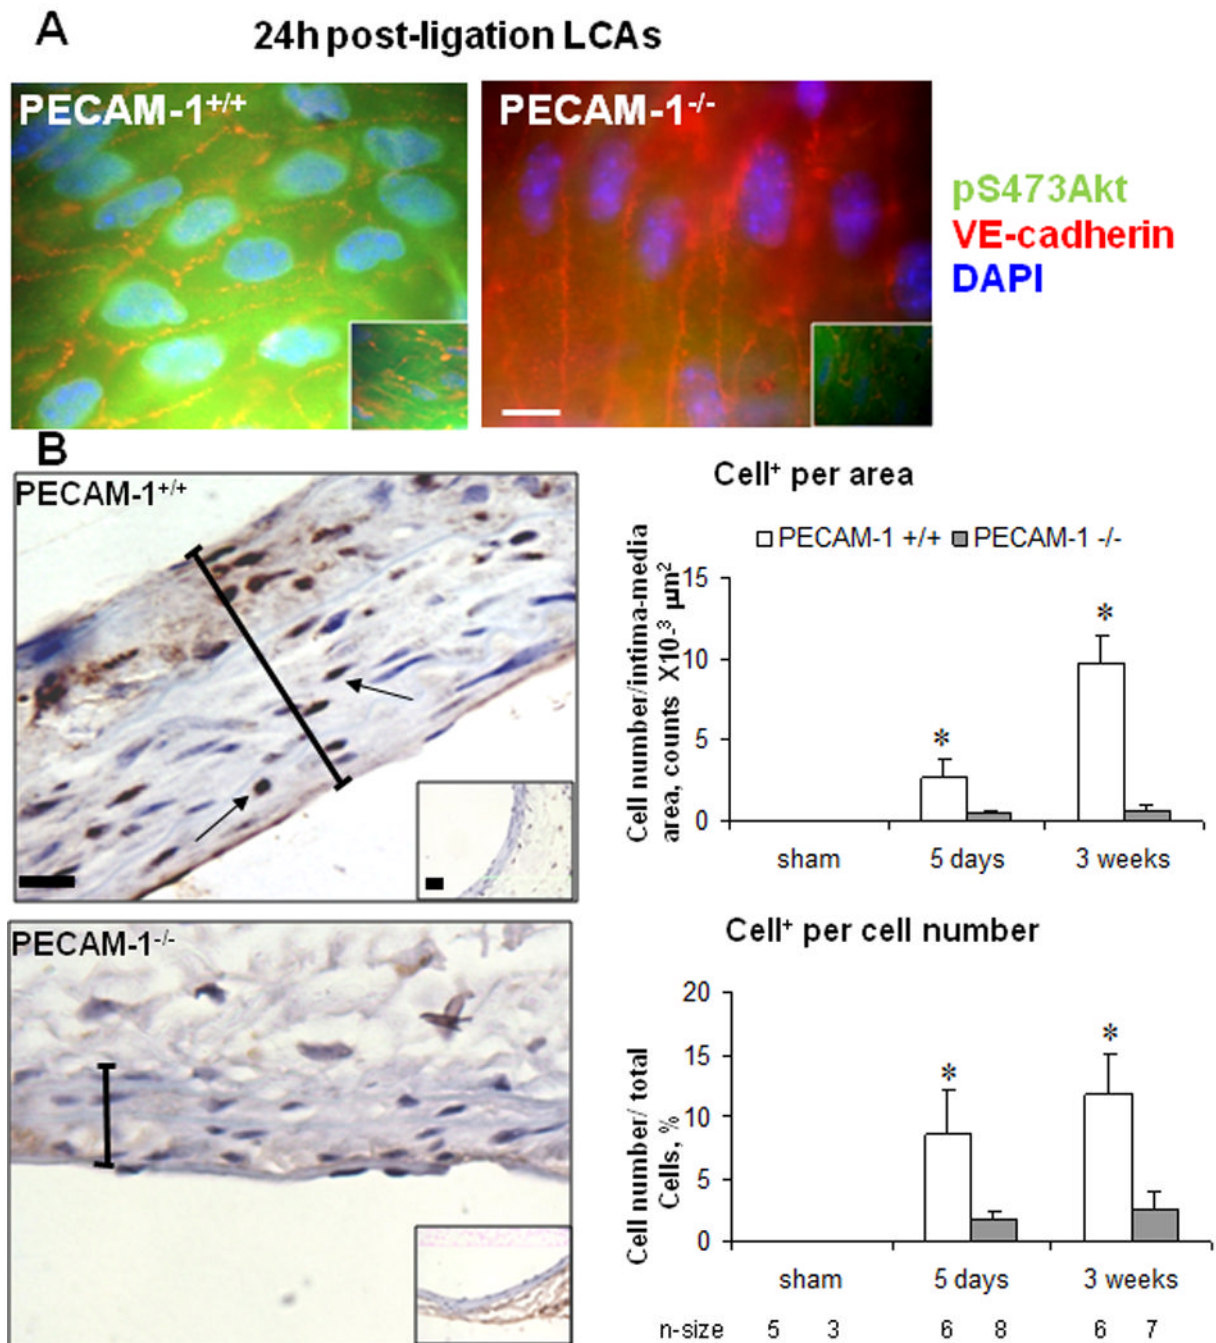 A
24h post-ligation LCAs
PECAM-1+/+
PECAM-1-/-
pS473Akt
VE-cadherin
DAPI
B
PECAM-1+/+
PECAM-1-/-
Cell+ per area
PECAM-1 +/+ PECAM-1 -/-
Cell number/intima-media
area, counts X10-3 μm2
15
10
5
0
*
*
sham 5 days 3 weeks
Cell+ per cell number
Cell number/ total
Cells, %
20
15
10
5
0
*
*
sham 5 days 3 weeks
n-size 5 3 6 8 6 7